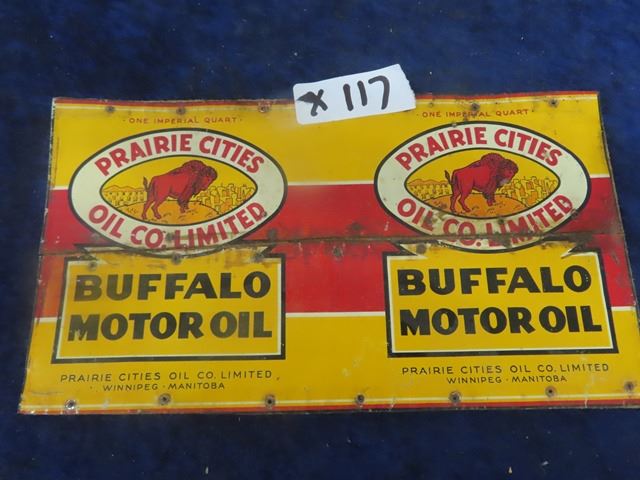 x 117
ONE IMPERIAL QUART
PRAIRIE CITIES
OIL CO. LIMITED
BUFFALO
MOTOR OIL
PRAIRIE CITIES OIL CO. LIMITED,
WINNIPEG - MANITOBA
ONE IMPERIAL QUART
PRAIRIE CITIES
OIL CO. LIMITED
BUFFALO
MOTOR OIL
PRAIRIE CITIES OIL CO. LIMITED
WINNIPEG - MANITOBA